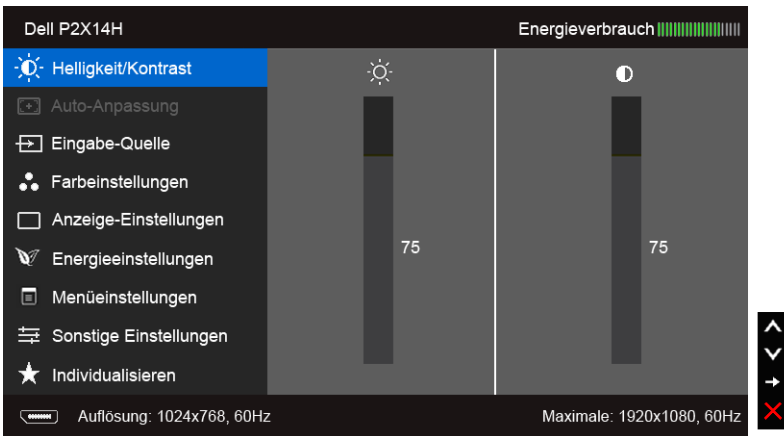 Dell P2X14H
Energieverbrauch
Helligkeit/Kontrast
Auto-Anpassung
Eingabe-Quelle
Farbeinstellungen
Anzeige-Einstellungen
Energieeinstellungen
Menüeinstellungen
Sonstige Einstellungen
Individualisieren
75
75
Auflösung: 1024x768, 60Hz
Maximale: 1920x1080, 60Hz